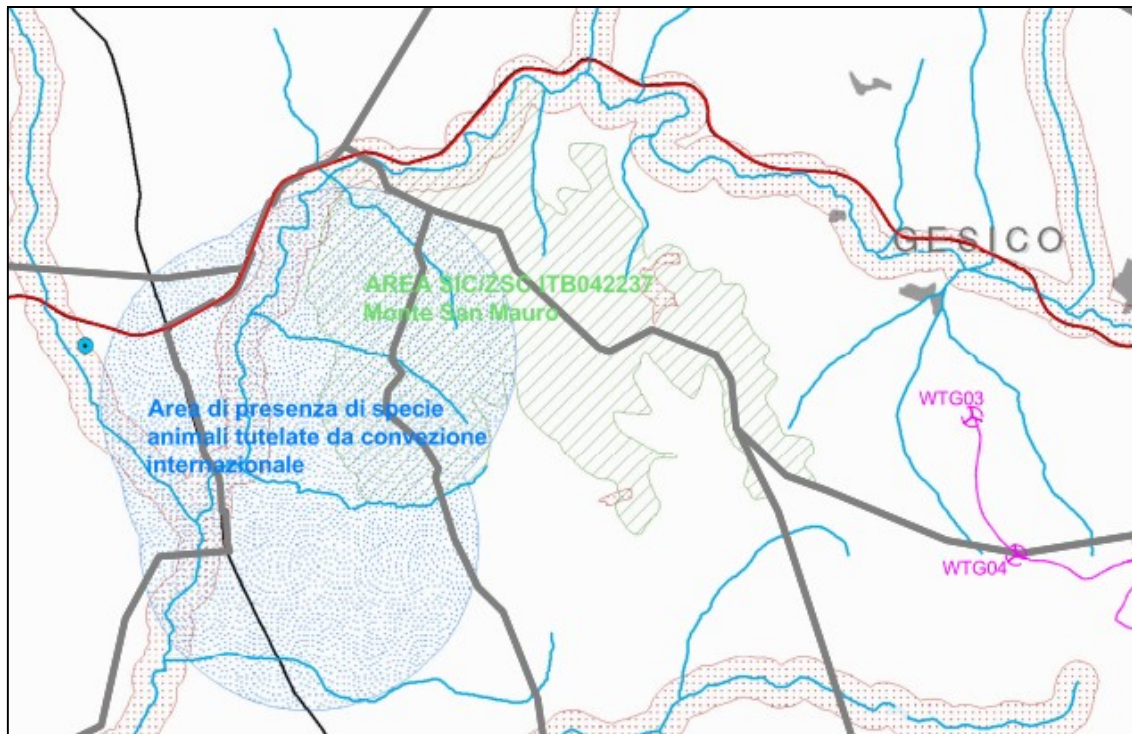 GESICO
AREA SIC/ZSC ITB042237
Monte San Mauro
Area di presenza di specie
animali tutelate da convezione
internazionale
WTG03
WTG04